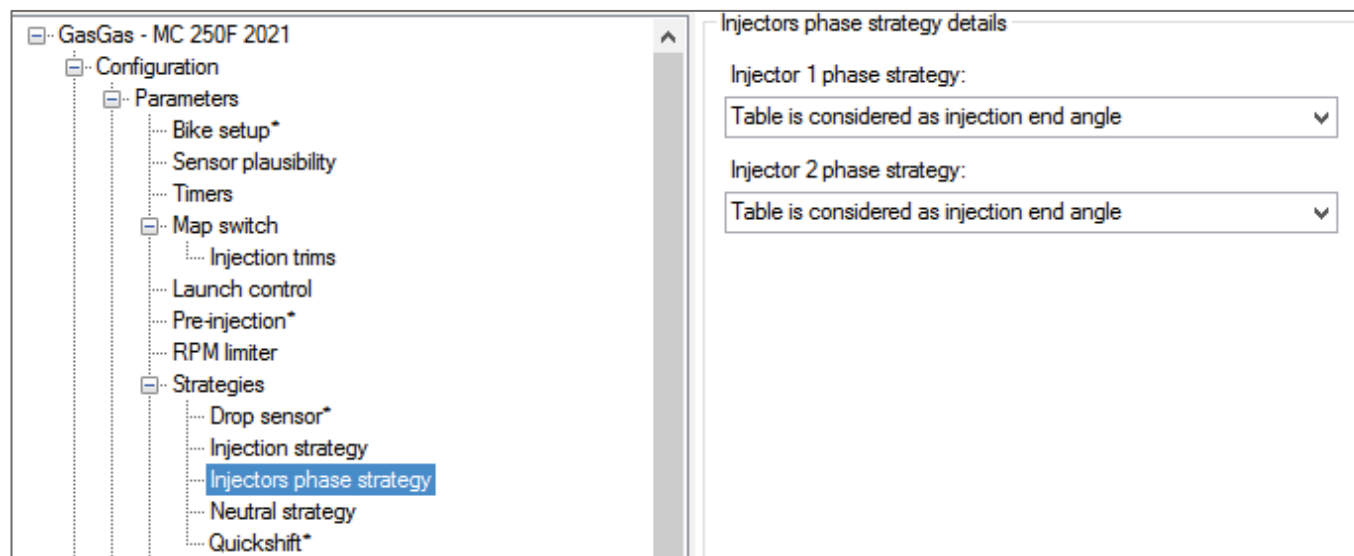 GasGas - MC 250F 2021
Configuration
Parameters
Bike setup*
Sensor plausibility
Timers
Map switch
Injection trims
Launch control
Pre-injection*
RPM limiter
Strategies
Drop sensor*
Injection strategy
Injectors phase strategy
Neutral strategy
Quickshift*
Injectors phase strategy details
Injector 1 phase strategy:
Table is considered as injection end angle
Injector 2 phase strategy:
Table is considered as injection end angle